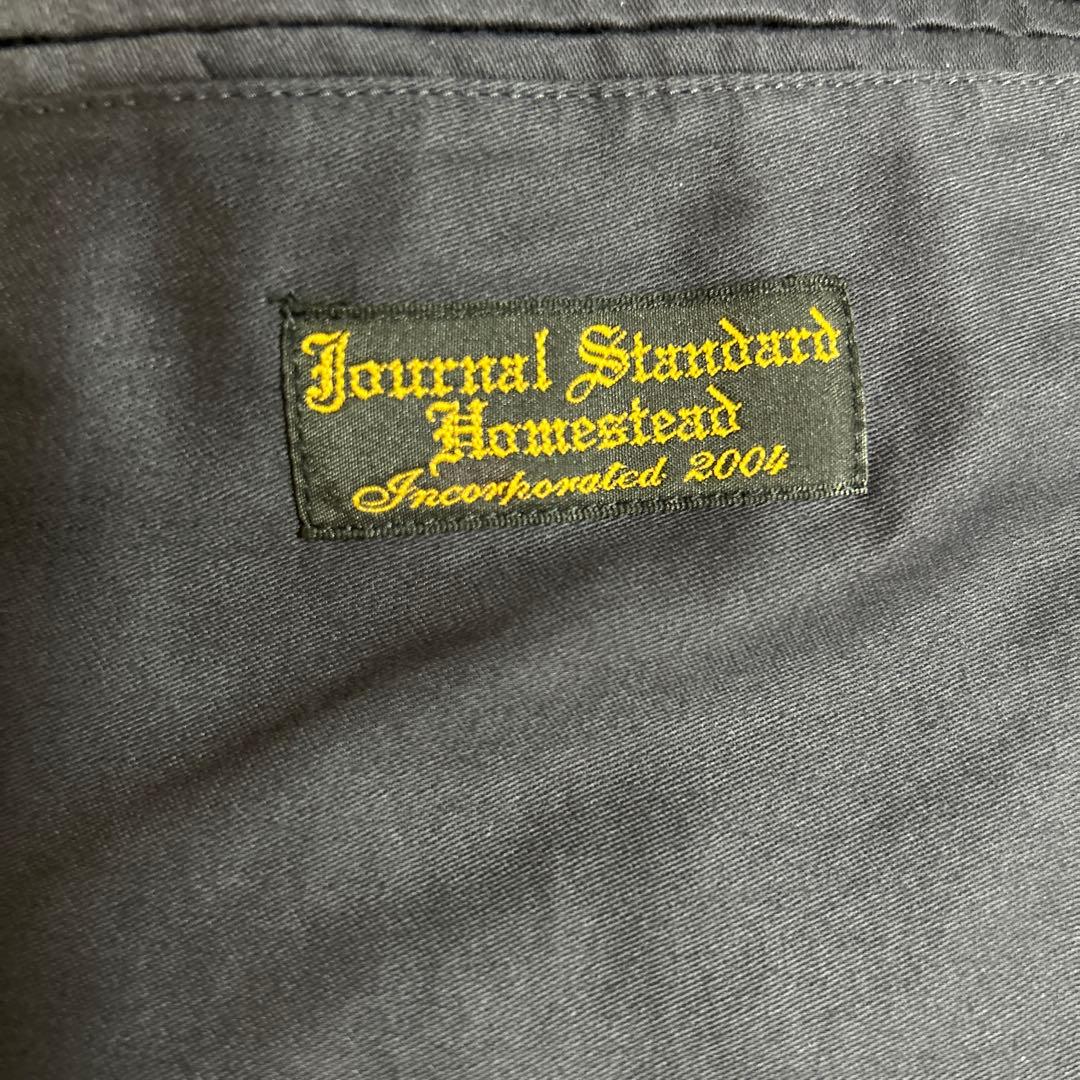 Journal Standard
Homestead
Incorporated 2004